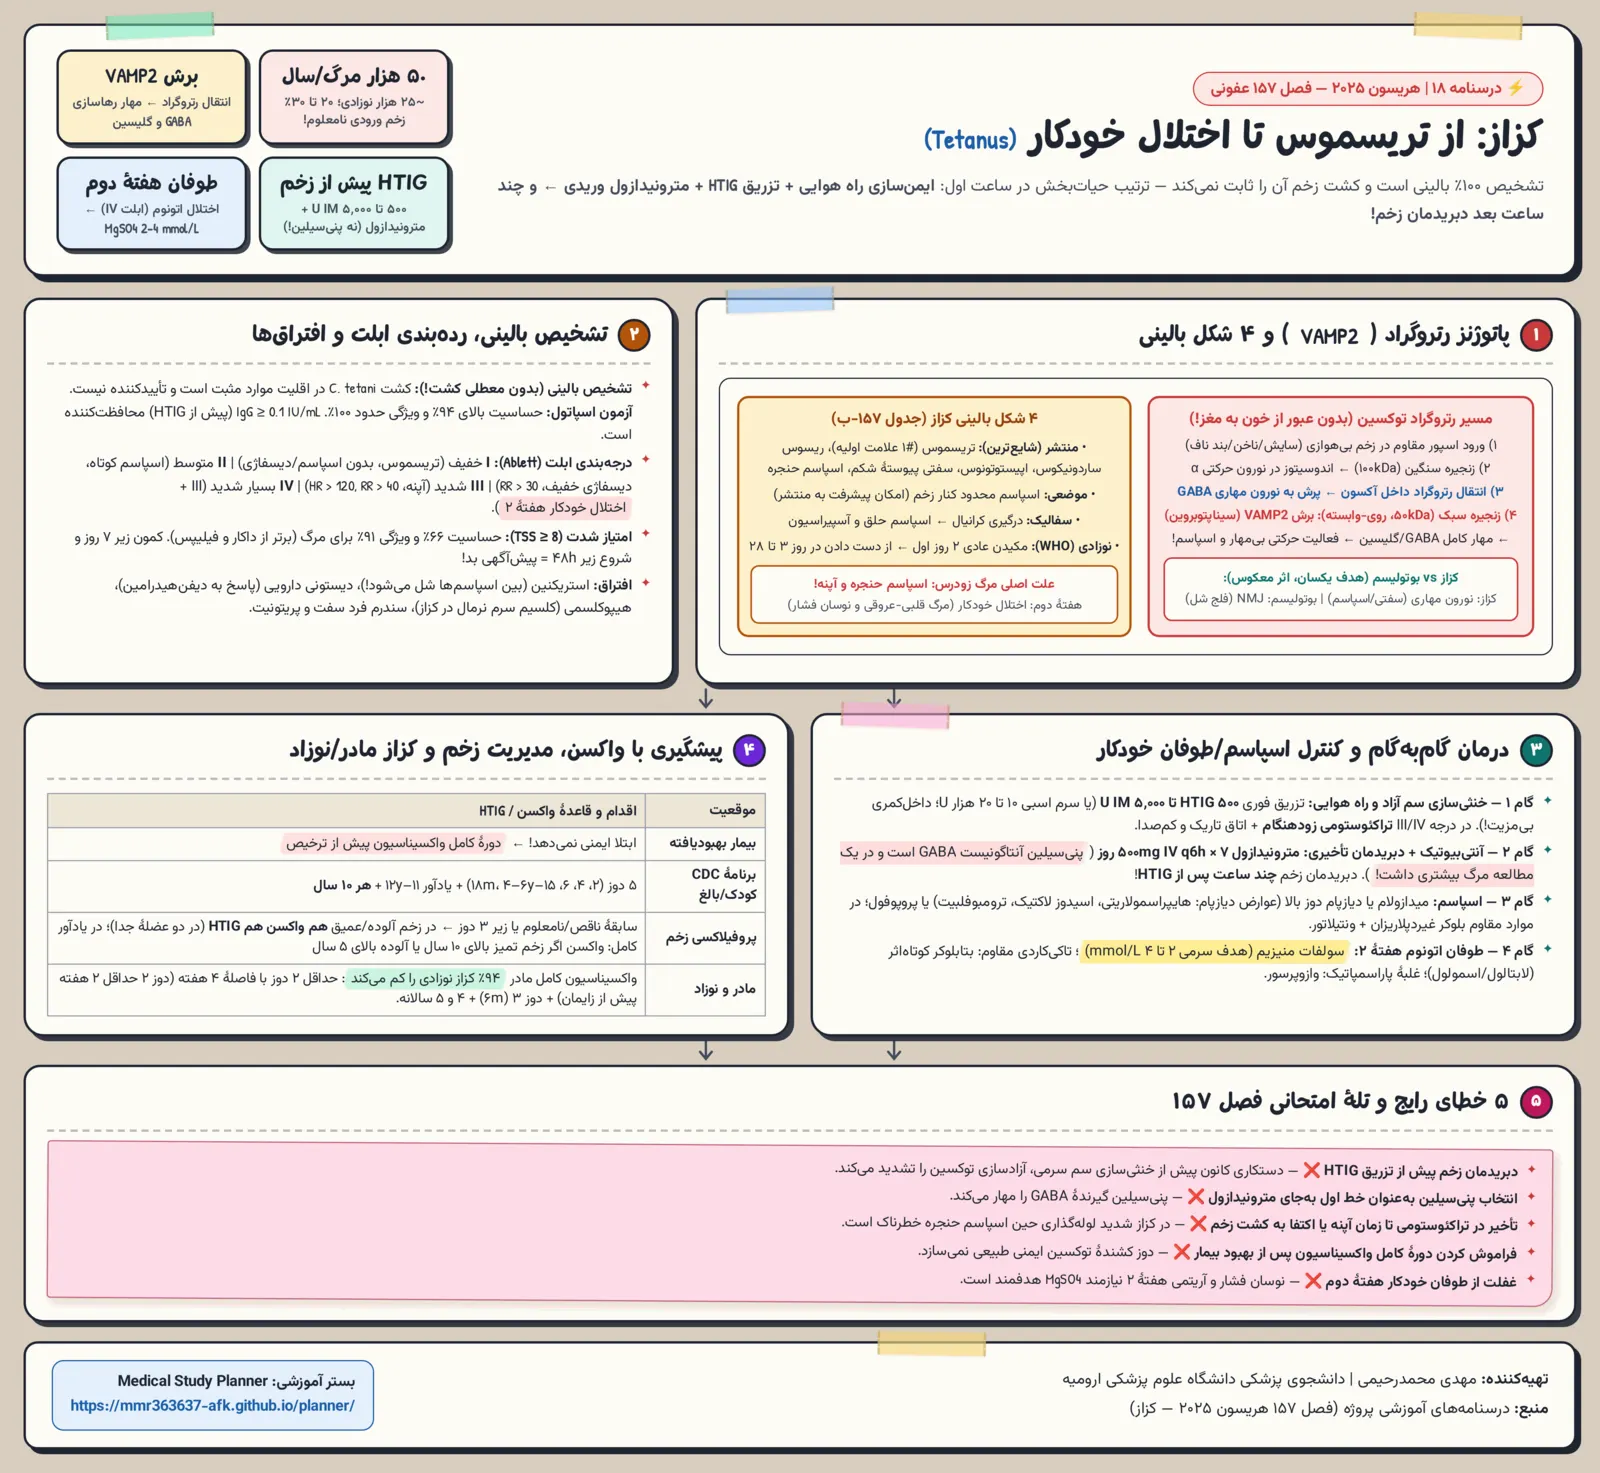 ⚡ درسنامه ۱۸ | هریسون ۲۰۲۵ — فصل ۱۵۷ عفونی
کزاز: از تریسموس تا اختلال خودکار (Tetanus)
تشخیص ۱۰۰٪ بالینی است و کشت زخم آن را ثابت نمی‌کند — ترتیب حیات‌بخش در ساعت اول: ایمن‌سازی راه هوایی + تزریق HTIG + مترونیدازول وریدی ← و چند
ساعت بعد دبریدمان زخم!
۵۰ هزار مرگ/سال
~۲۵ هزار نوزادی؛ ۲۰ تا ۳۰٪
زخم ورودی نامعلوم!
برش VAMP2
انتقال رتروگراد ← مهار رهاسازی
GABA و گلیسین
HTIG پیش از زخم
۵۰۰ تا ۵,۰۰۰ U IM +
مترونیدازول (نه پنی‌سیلین!)
طوفان هفتهٔ دوم
اختلال اتونوم (ابلت IV) ←
MgSO4 2-4 mmol/L
۱ پاتوژنز رتروگراد ( VAMP2 ) و ۴ شکل بالینی
مسیر رتروگراد توکسین (بدون عبور از خون به مغز!)
۱) ورود اسپور مقاوم در زخم بی‌هوازی (سایش/ناخن/بند ناف)
۲) زنجیره سنگین (۱۰۰kDa) ← اندوسیتوز در نورون حرکتی α
۳) انتقال رتروگراد داخل آکسون ← پرش به نورون مهاری GABA
۴) زنجیره سبک (۵۰kDa، روی-وابسته): برش VAMP2 (سیناپتوبروین)
← مهار کامل GABA/گلیسین ← فعالیت حرکتی بی‌مهار و اسپاسم!
کزاز vs بوتولیسم (هدف یکسان، اثر معکوس):
کزاز: نورون مهاری (سفتی/اسپاسم) | بوتولیسم: NMJ (فلج شل)
۴ شکل بالینی کزاز (جدول ۱۵۷-ب)
• منتشر (شایع‌ترین): تریسموس (#۱ علامت اولیه)، ریسوس
ساردونیکوس، اپیستوتونوس، سفتی پیوستهٔ شکم، اسپاسم حنجره
• موضعی: اسپاسم محدود کنار زخم (امکان پیشرفت به منتشر)
• سفالیک: درگیری کرانیال ← اسپاسم حلق و آسپیراسیون
• نوزادی (WHO): مکیدن عادی ۲ روز اول ← از دست دادن در روز ۳ تا ۲۸
علت اصلی مرگ زودرس: اسپاسم حنجره و آپنه!
هفتهٔ دوم: اختلال خودکار (مرگ قلبی-عروقی و نوسان فشار)
۲ تشخیص بالینی، رده‌بندی ابلت و افتراق‌ها
✦ تشخیص بالینی (بدون معطلی کشت!): کشت C. tetani در اقلیت موارد مثبت است و تأییدکننده نیست.
آزمون اسپاتول: حساسیت بالای ۹۴٪ و ویژگی حدود ۱۰۰٪. IgG ≥ 0.1 IU/mL (پیش از HTIG) محافظت‌کننده
است.
✦ درجه‌بندی ابلت (Ablett): I خفیف (تریسموس، بدون اسپاسم/دیسفاژی) | II متوسط (اسپاسم کوتاه،
دیسفاژی خفیف، RR > 30) | III شدید (آپنه، HR > 120, RR > 40) | IV بسیار شدید (III +
اختلال خودکار هفتهٔ ۲ ).
✦ امتیاز شدت (TSS ≥ 8): حساسیت ۶۶٪ و ویژگی ۹۱٪ برای مرگ (برتر از داکار و فیلیپس). کمون زیر ۷ روز و
شروع زیر ۴۸h = پیش‌آگهی بد!
✦ افتراق: استریکنین (بین اسپاسم‌ها شل می‌شود!)، دیستونی دارویی (پاسخ به دیفن‌هیدرامین)،
هیپوکلسمی (کلسیم سرم نرمال در کزاز)، سندرم فرد سفت و پریتونیت.
۳ درمان گام‌به‌گام و کنترل اسپاسم/طوفان خودکار
✦ گام ۱ — خنثی‌سازی سم آزاد و راه هوایی: تزریق فوری HTIG ۵۰۰ تا ۵,۰۰۰ U IM (یا سرم اسبی ۱۰ تا ۲۰ هزار U؛ داخل‌کمری
بی‌مزیت!). در درجه III/IV تراکئوستومی زودهنگام + اتاق تاریک و کم‌صدا.
✦ گام ۲ — آنتی‌بیوتیک + دبریدمان تأخیری: مترونیدازول ۵۰۰mg IV q6h × ۷ روز ( پنی‌سیلین آنتاگونیست GABA است و در یک
مطالعه مرگ بیشتری داشت! ). دبریدمان زخم چند ساعت پس از HTIG!
✦ گام ۳ — اسپاسم: میدازولام یا دیازپام دوز بالا (عوارض دیازپام: هایپراسمولاریتی، اسیدوز لاکتیک، ترومبوفلبیت) یا پروپوفول؛ در
موارد مقاوم بلوکر غیردپلاریزان + ونتیلاتور.
✦ گام ۴ — طوفان اتونوم هفتهٔ ۲: سولفات منیزیم (هدف سرمی ۲ تا ۴ mmol/L) ؛ تاکی‌کاردی مقاوم: بتابلوکر کوتاه‌اثر
(لابتالول/اسمولول)؛ غلبهٔ پاراسمپاتیک: وازوپرسور.
۴ پیشگیری با واکسن، مدیریت زخم و کزاز مادر/نوزاد
موقعیت | اقدام و قاعدهٔ واکسن / HTIG
بیمار بهبودیافته | ابتلا ایمنی نمی‌دهد! ← دورهٔ کامل واکسیناسیون پیش از ترخیص
برنامهٔ CDC کودک/بالغ | ۵ دوز (۲، ۴، ۶، ۱۵–۱۸m، ۴–۶y) + یادآور ۱۱–۱۲y + هر ۱۰ سال
پروفیلاکسی زخم | سابقهٔ ناقص/نامعلوم یا زیر ۳ دوز ← در زخم آلوده/عمیق هم واکسن هم HTIG (در دو عضلهٔ جدا)؛ در یادآور
کامل: واکسن اگر زخم تمیز بالای ۱۰ سال یا آلوده بالای ۵ سال
مادر و نوزاد | واکسیناسیون کامل مادر ۹۴٪ کزاز نوزادی را کم می‌کند : حداقل ۲ دوز با فاصلهٔ ۴ هفته (دوز ۲ حداقل ۲ هفته
پیش از زایمان) + دوز ۳ (۶m) + ۴ و ۵ سالانه.
۵ ۵ خطای رایج و تلهٔ امتحانی فصل ۱۵۷
✦ دبریدمان زخم پیش از تزریق HTIG ❌ — دستکاری کانون پیش از خنثی‌سازی سم سرمی، آزادسازی توکسین را تشدید می‌کند.
✦ انتخاب پنی‌سیلین به‌عنوان خط اول به‌جای مترونیدازول ❌ — پنی‌سیلین گیرندهٔ GABA را مهار می‌کند.
✦ تأخیر در تراکئوستومی تا زمان آپنه یا اکتفا به کشت زخم ❌ — در کزاز شدید لوله‌گذاری حین اسپاسم حنجره خطرناک است.
✦ فراموش کردن دورهٔ کامل واکسیناسیون پس از بهبود بیمار ❌ — دوز کشندهٔ توکسین ایمنی طبیعی نمی‌سازد.
✦ غفلت از طوفان خودکار هفتهٔ دوم ❌ — نوسان فشار و آریتمی هفتهٔ ۲ نیازمند MgSO4 هدفمند است.
تهیه‌کننده: مهدی محمدرحیمی | دانشجوی پزشکی دانشگاه علوم پزشکی ارومیه
منبع: درسنامه‌های آموزشی پروژه (فصل ۱۵۷ هریسون ۲۰۲۵ — کزاز)
بستر آموزشی: Medical Study Planner
https://mmr363637-afk.github.io/planner/